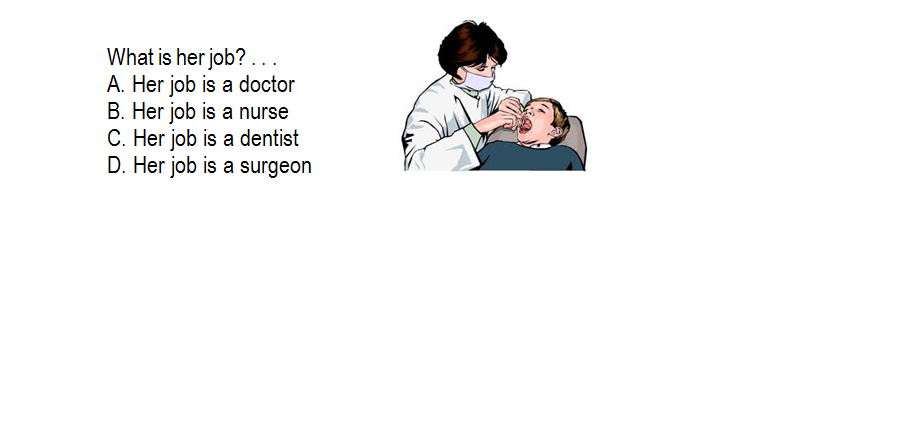 What is her job? . . .
A. Her job is a doctor
B. Her job is a nurse
C. Her job is a dentist
D. Her job is a surgeon